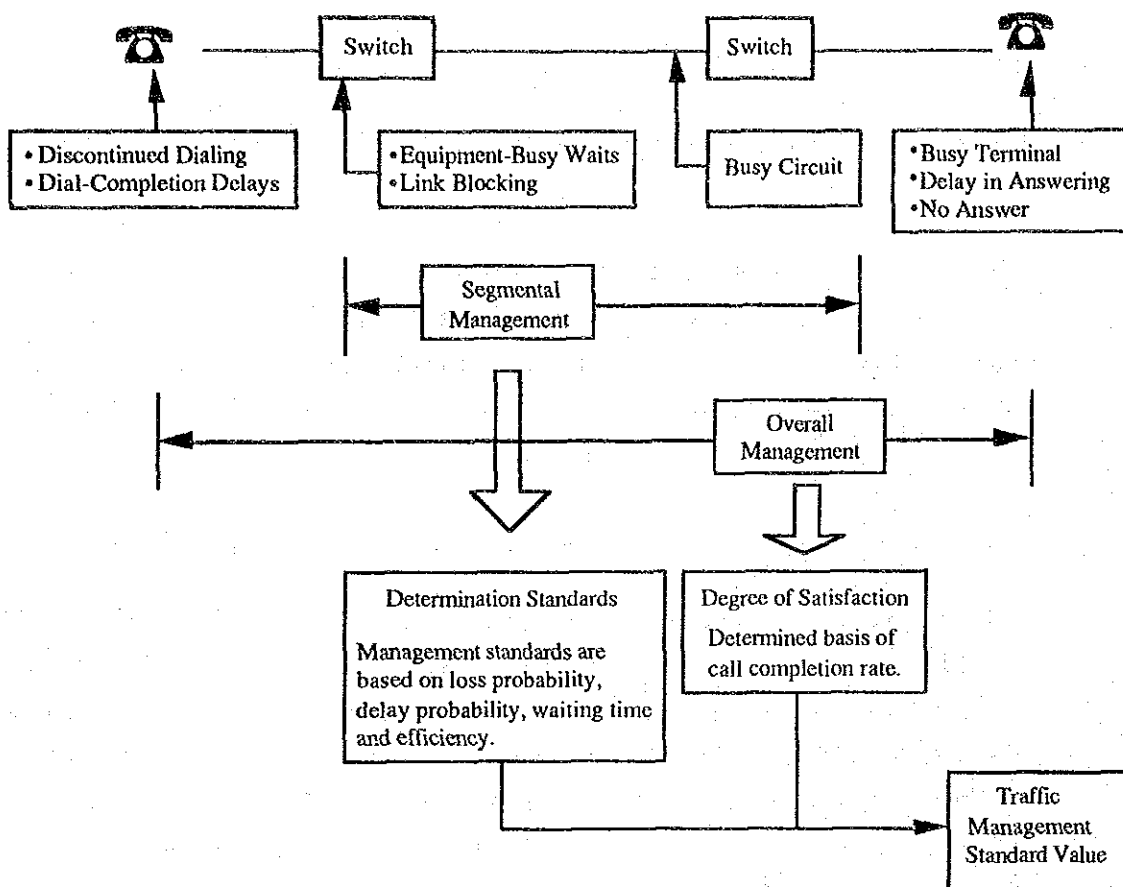 Switch
Switch
• Discontinued Dialing
• Dial-Completion Delays
•Equipment-Busy Waits
•Link Blocking
Busy Circuit
•Busy Terminal
•Delay in Answering
•No Answer
Segmental
Management
Overall
Management
Determination Standards
Management standards are
based on loss probability,
delay probability, waiting time
and efficiency.
Degree of Satisfaction
Determined basis of
call completion rate.
Traffic
Management
Standard Value